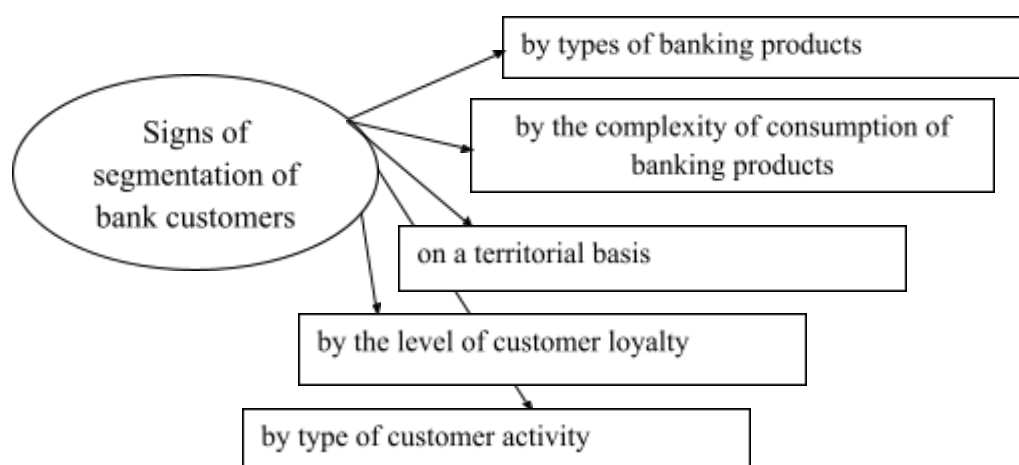 Signs of
segmentation of
bank customers
by types of banking products
by the complexity of consumption of
banking products
on a territorial basis
by the level of customer loyalty
by type of customer activity